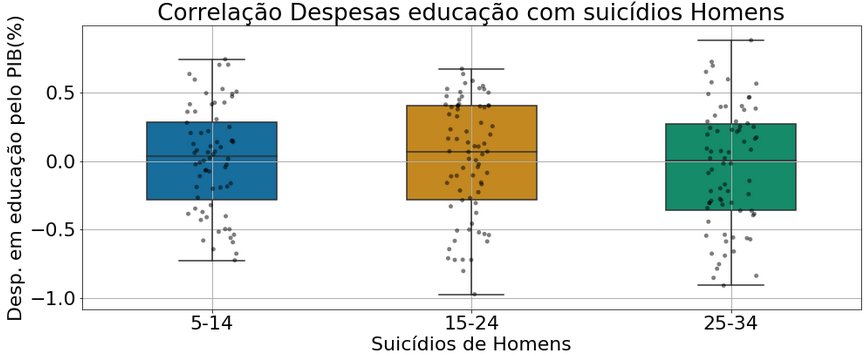 Correlação Despesas educação com suicídios Homens
Desp. em educação pelo PIB(%)
0.5
0.0
−0.5
−1.0
5-14
15-24
25-34
Suicídios de Homens